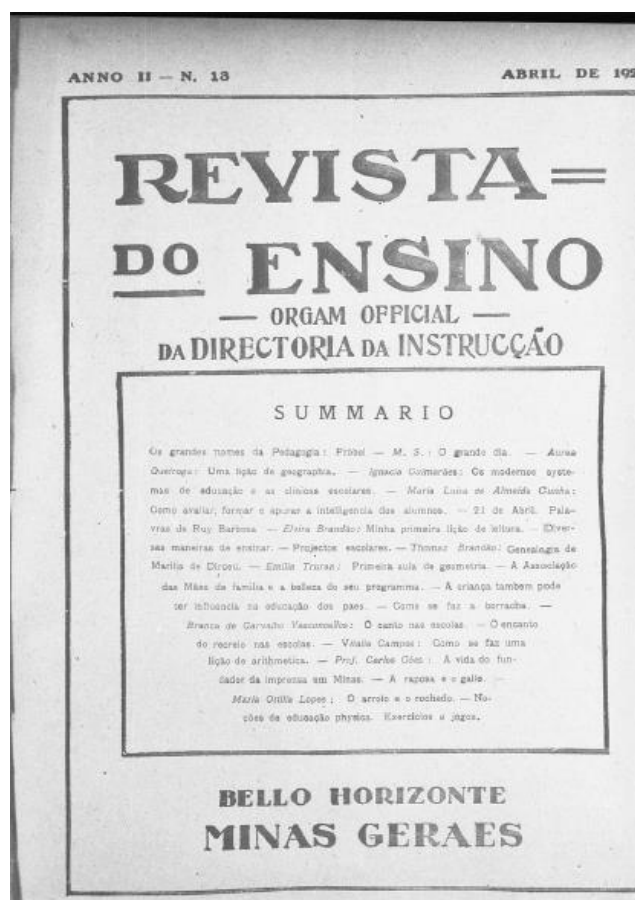 ANNO II — N. 13 ABRIL DE 192
REVISTA
DO ENSINO
— ORGAM OFFICIAL —
DA DIRECTORIA DA INSTRUCÇÃO
SUMMARIO
Os grandes nomes da Pedagogia: Fröbel — M. S.: O grande dia. — Aurea
Queiroga: Uma lição de geographia. — Ignacio Guimarães: Os modernos syste-
mas de educação e as clinicas escolares. — Maria Luiza de Almeida Cunha:
Como avaliar, formar e apurar a intelligencia dos alumnos. — 21 de Abril. Pala-
vras de Ruy Barbosa. — Elvira Brandão: Minha primeira lição de leitura. — Diver-
sas maneiras de ensinar. — Projectos escolares. — Thomaz Brandão: Genealogia de
Marilia de Dirceu. — Emilia Truran: Primeira aula de geometria. — A Associação
das Mães de familia e a belleza do seu programma. — A criança tambem pode
ter influencia na educação dos paes. — Como se faz a borracha. —
Branca de Carvalho Vasconcellos: O canto nas escolas. — O encanto
do recreio nas escolas. — Vitalia Campos: Como se faz uma
lição de arithmetica. — Prof. Carlos Góes: A vida do fun-
dador da imprensa em Minas. — A raposa e o gallo. —
Maria Ottilia Lopes: O arroio e o rochedo. — No-
ções de educação physica. Exercicios e jogos.
BELLO HORIZONTE
MINAS GERAES